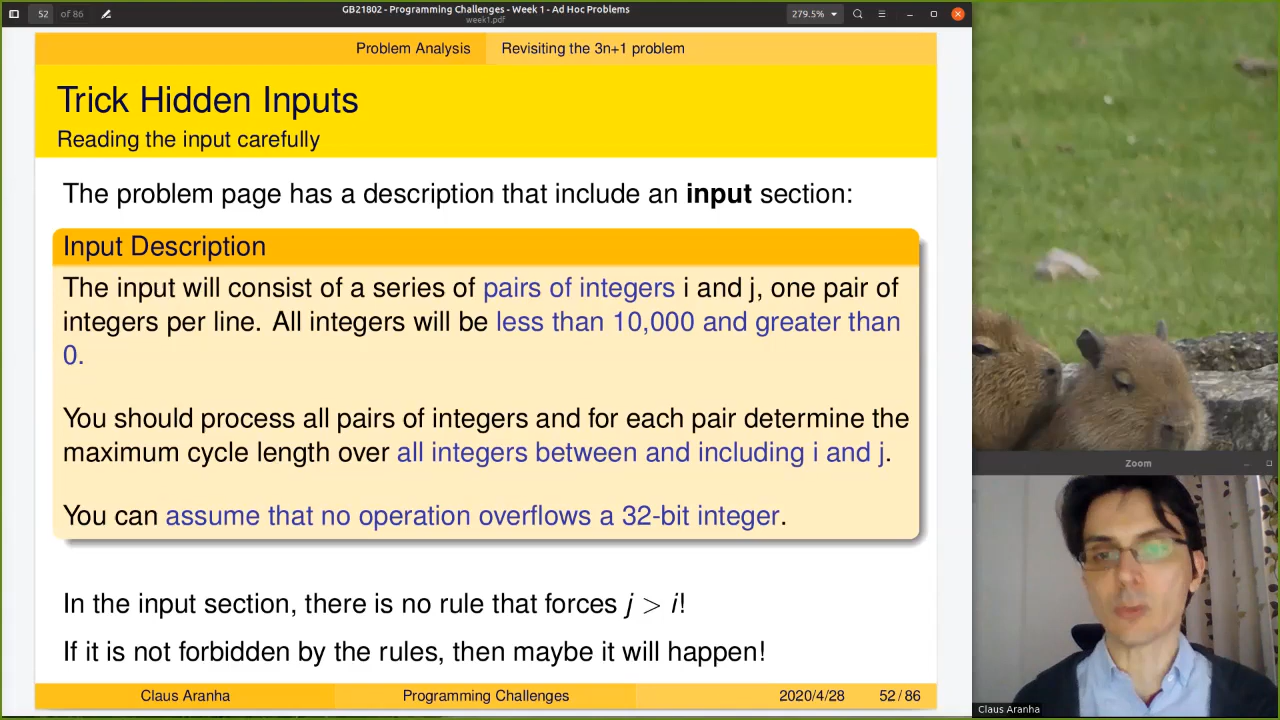 GB21802 - Programming Challenges - Week 1 - Ad Hoc Problems
week1.pdf
52 of 86
279.5%
Problem Analysis Revisiting the 3n+1 problem
Trick Hidden Inputs
Reading the input carefully
The problem page has a description that include an input section:
Input Description
The input will consist of a series of pairs of integers i and j, one pair of
integers per line. All integers will be less than 10,000 and greater than
0.
You should process all pairs of integers and for each pair determine the
maximum cycle length over all integers between and including i and j.
You can assume that no operation overflows a 32-bit integer.
In the input section, there is no rule that forces j > i!
If it is not forbidden by the rules, then maybe it will happen!
Claus Aranha Programming Challenges 2020/4/28 52 / 86
Zoom
Claus Aranha